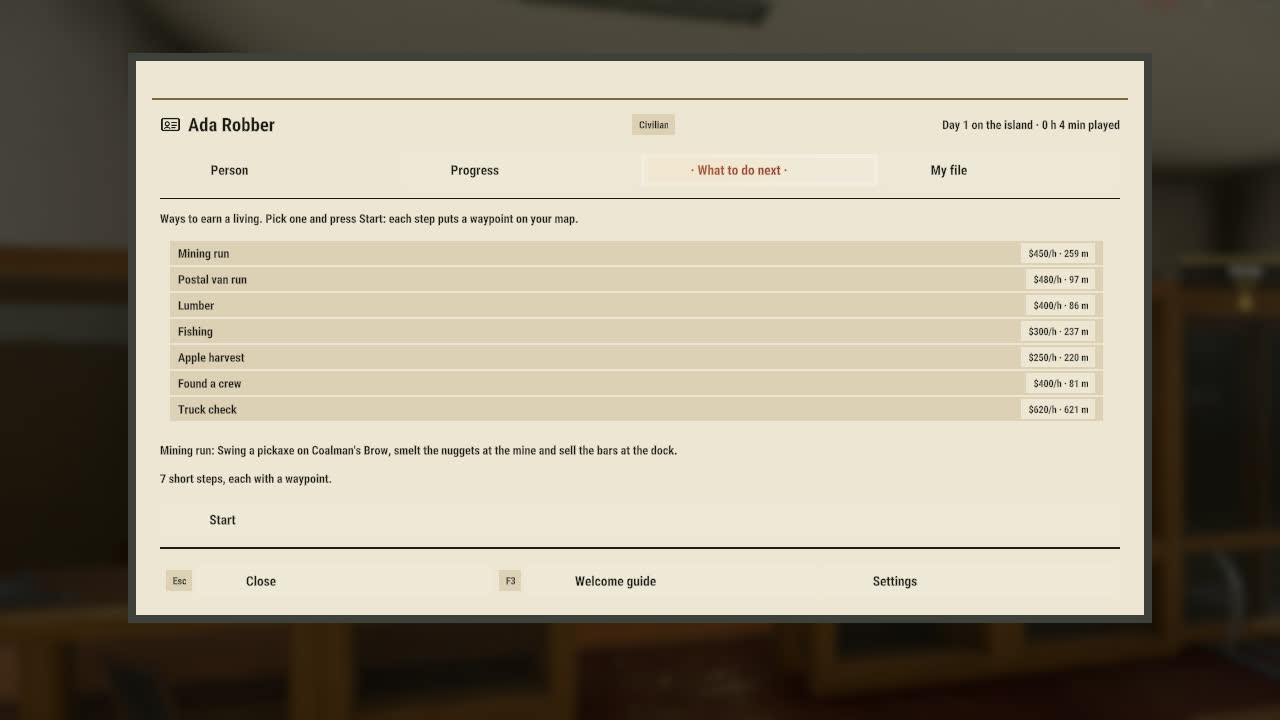 Ada Robber
Civilian
Day 1 on the island · 0 h 4 min played
Person
Progress
· What to do next ·
My file
Ways to earn a living. Pick one and press Start: each step puts a waypoint on your map.
Mining run $450/h · 259 m
Postal van run $480/h · 97 m
Lumber $400/h · 86 m
Fishing $300/h · 237 m
Apple harvest $250/h · 220 m
Found a crew $400/h · 81 m
Truck check $620/h · 621 m
Mining run: Swing a pickaxe on Coalman's Brow, smelt the nuggets at the mine and sell the bars at the dock.
7 short steps, each with a waypoint.
Start
Esc Close
F3 Welcome guide
Settings